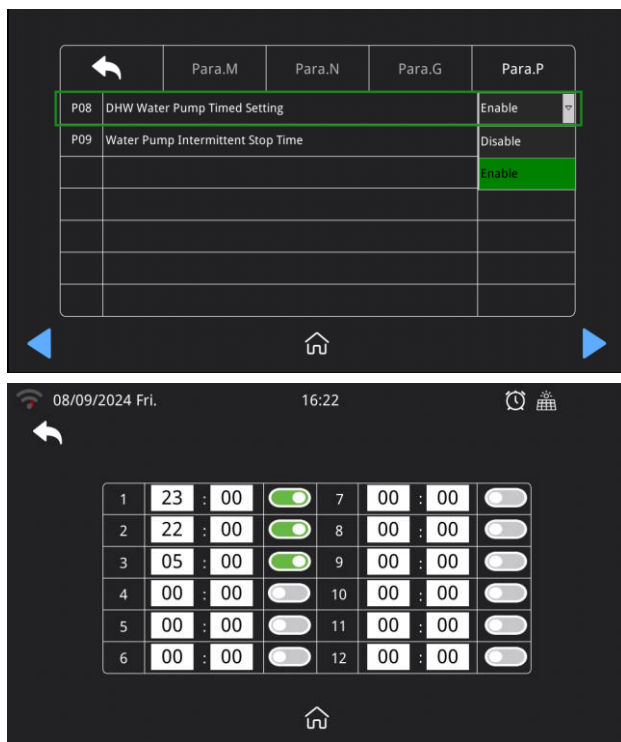 Para.M Para.N Para.G Para.P
P08 DHW Water Pump Timed Setting Enable
P09 Water Pump Intermittent Stop Time Disable
Enable
08/09/2024 Fri. 16:22
1 23 : 00 7 00 : 00
2 22 : 00 8 00 : 00
3 05 : 00 9 00 : 00
4 00 : 00 10 00 : 00
5 00 : 00 11 00 : 00
6 00 : 00 12 00 : 00